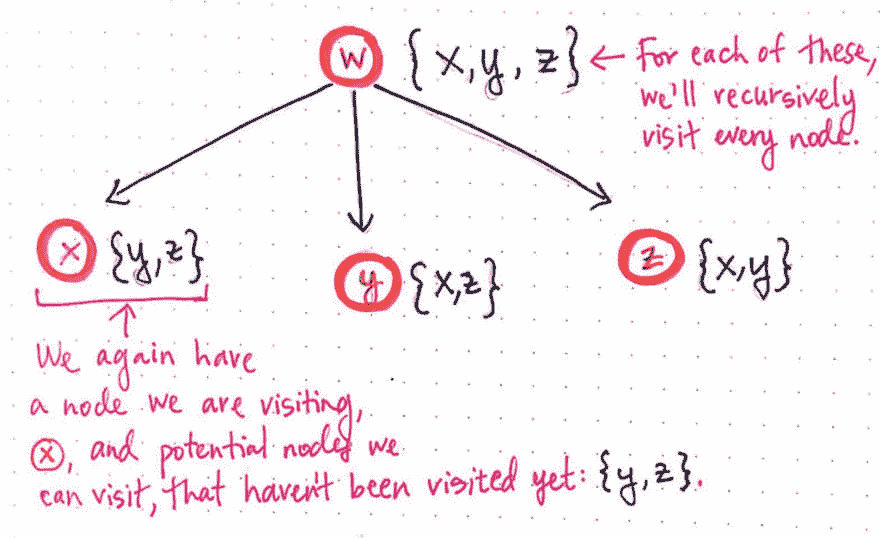 w {x,y,z} ← For each of these,
we'll recursively
visit every node.
x {y,z}
y {x,z}
z {x,y}
We again have
a node we are visiting,
x, and potential nodes we
can visit, that haven't been visited yet: {y,z}.